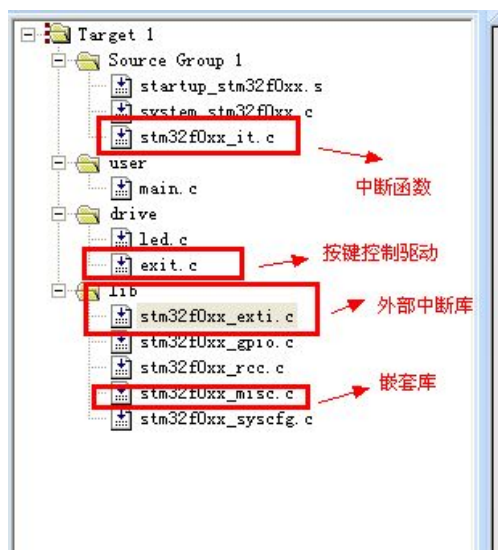 Target 1
Source Group 1
startup_stm32f0xx.s
system_stm32f0xx.c
stm32f0xx_it.c
中断函数
user
main.c
drive
led.c
exit.c
按键控制驱动
lib
stm32f0xx_exti.c
外部中断库
stm32f0xx_gpio.c
stm32f0xx_rcc.c
stm32f0xx_misc.c
嵌套库
stm32f0xx_syscfg.c